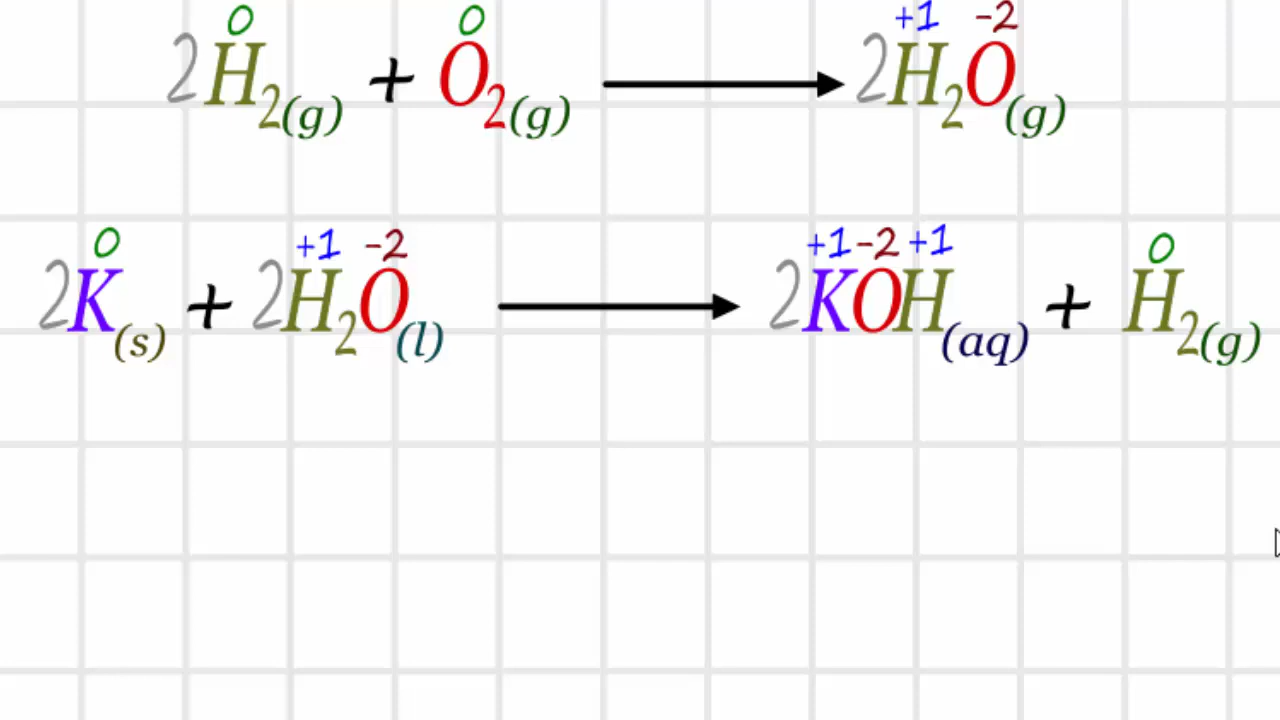 0 0 +1 -2
2H₂(g) + O₂(g) ⟶ 2H₂O(g)
0 +1 -2 +1 -2 +1 0
2K(s) + 2H₂O(l) ⟶ 2KOH(aq) + H₂(g)